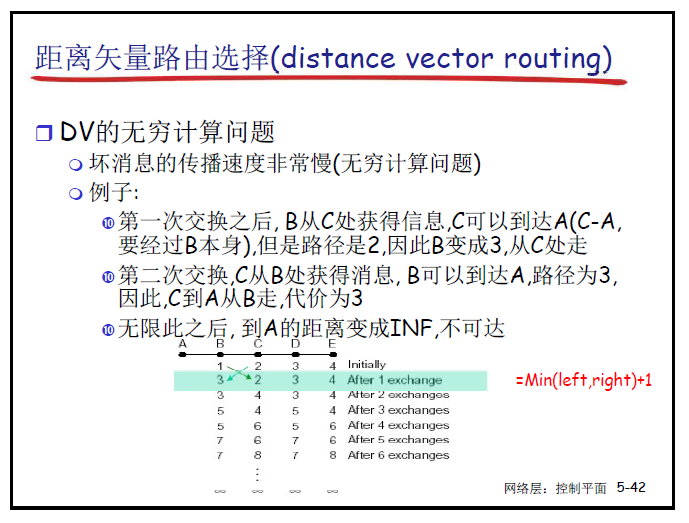 距离矢量路由选择(distance vector routing)
DV的无穷计算问题
坏消息的传播速度非常慢(无穷计算问题)
例子:
第一次交换之后, B从C处获得信息,C可以到达A(C-A,
要经过B本身),但是路径是2,因此B变成3,从C处走
第二次交换,C从B处获得消息, B可以到达A,路径为3,
因此,C到A从B走,代价为3
无限此之后, 到A的距离变成INF,不可达
A B C D E
1 2 3 4 Initially
3 2 3 4 After 1 exchange
=Min(left,right)+1
3 4 3 4 After 2 exchanges
5 4 5 4 After 3 exchanges
5 6 5 6 After 4 exchanges
7 6 7 6 After 5 exchanges
7 8 7 8 After 6 exchanges
⋮
∞ ∞ ∞ ∞
网络层：控制平面 5-42